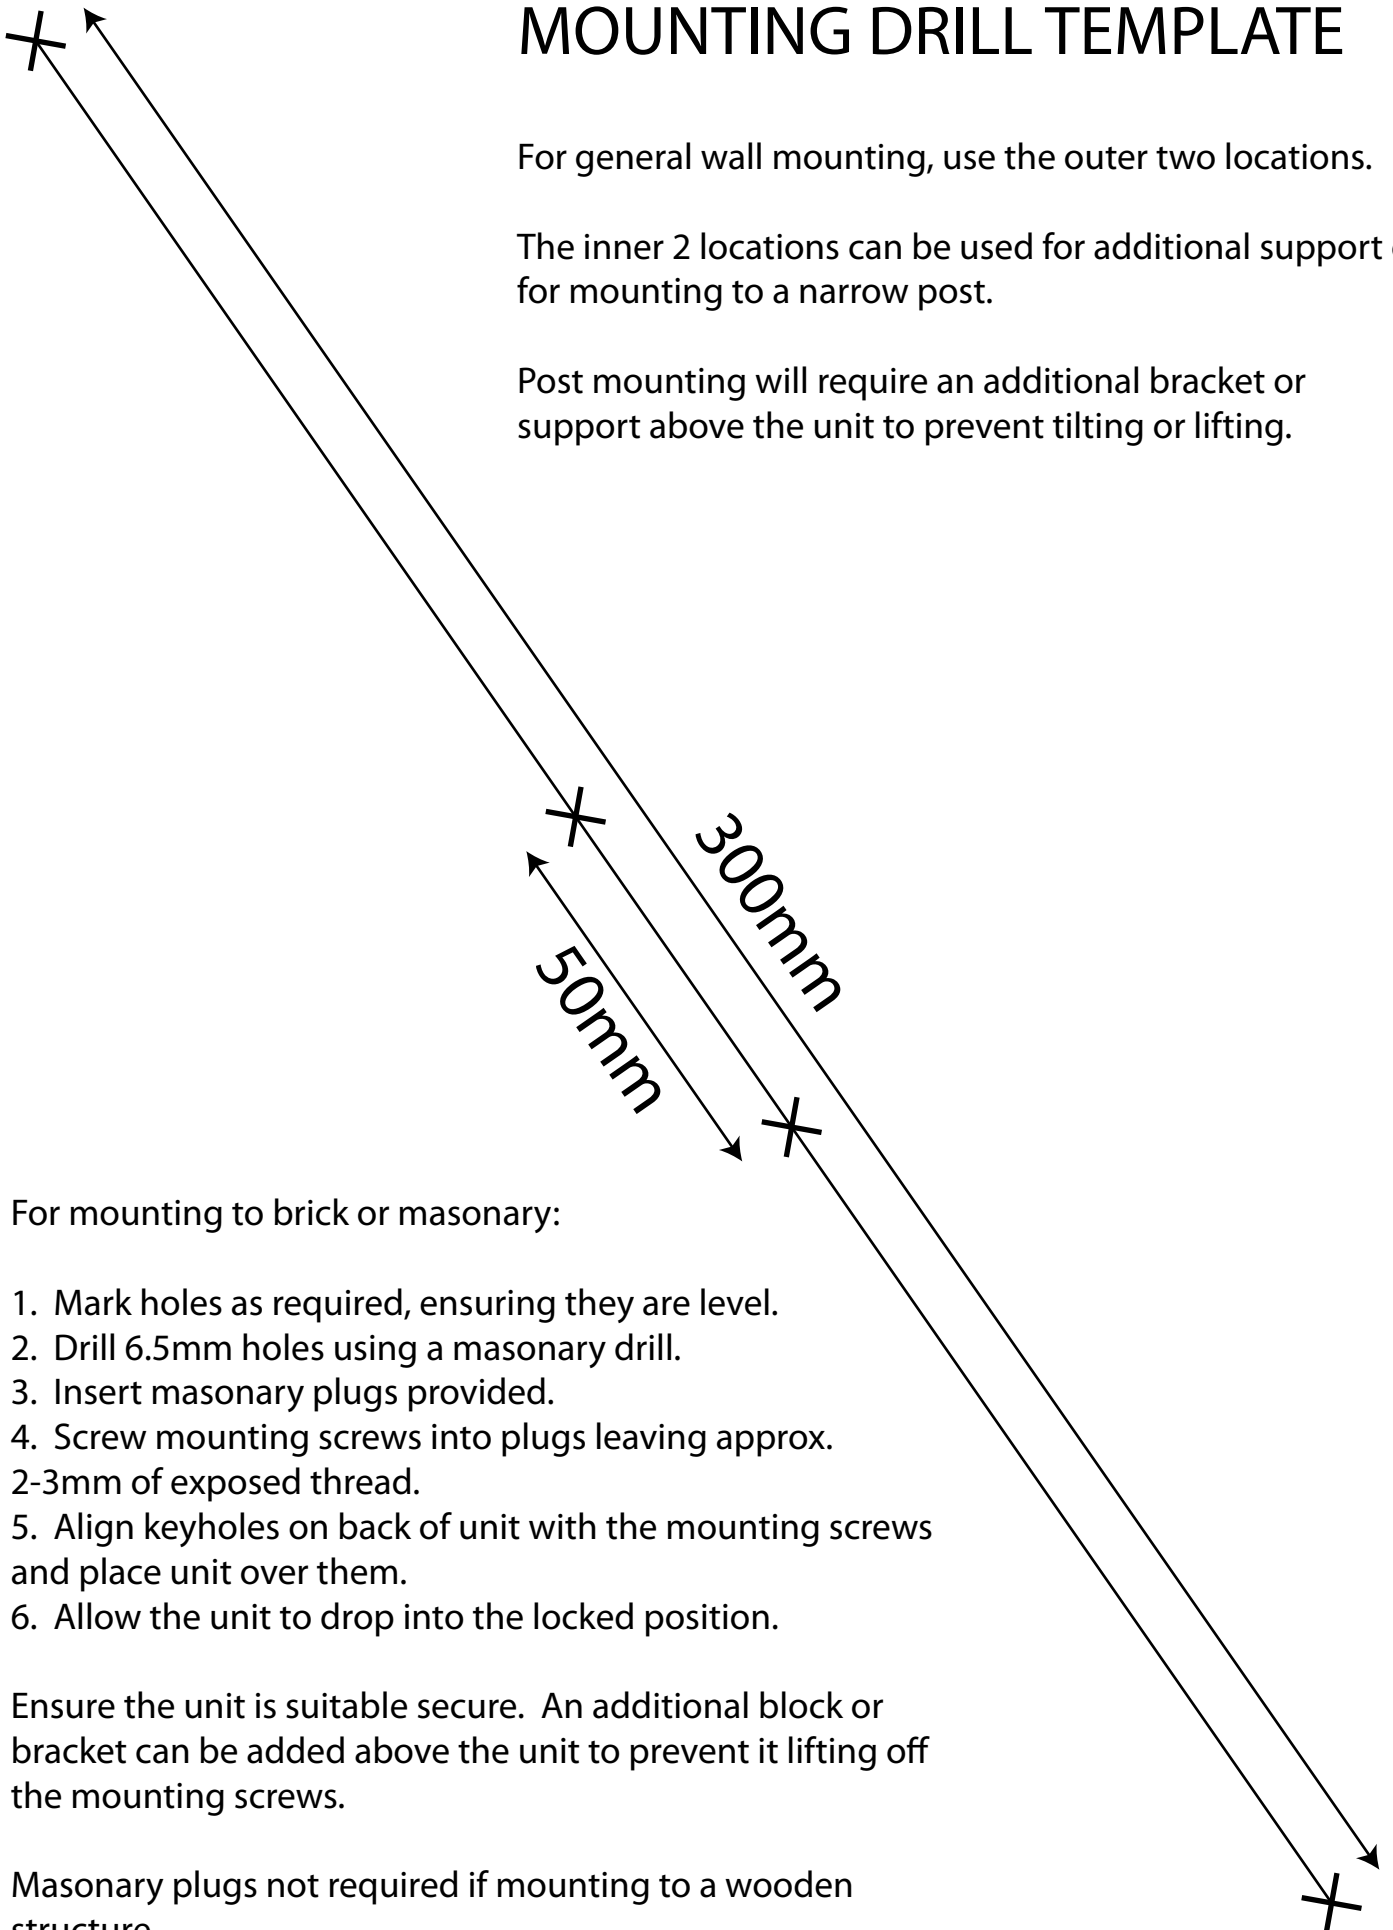 MOUNTING DRILL TEMPLATE
For general wall mounting, use the outer two locations.
The inner 2 locations can be used for additional support
for mounting to a narrow post.
Post mounting will require an additional bracket or
support above the unit to prevent tilting or lifting.
300mm
50mm
For mounting to brick or masonary:
1. Mark holes as required, ensuring they are level.
2. Drill 6.5mm holes using a masonary drill.
3. Insert masonary plugs provided.
4. Screw mounting screws into plugs leaving approx.
2-3mm of exposed thread.
5. Align keyholes on back of unit with the mounting screws
and place unit over them.
6. Allow the unit to drop into the locked position.
Ensure the unit is suitable secure. An additional block or
bracket can be added above the unit to prevent it lifting off
the mounting screws.
Masonary plugs not required if mounting to a wooden
structure